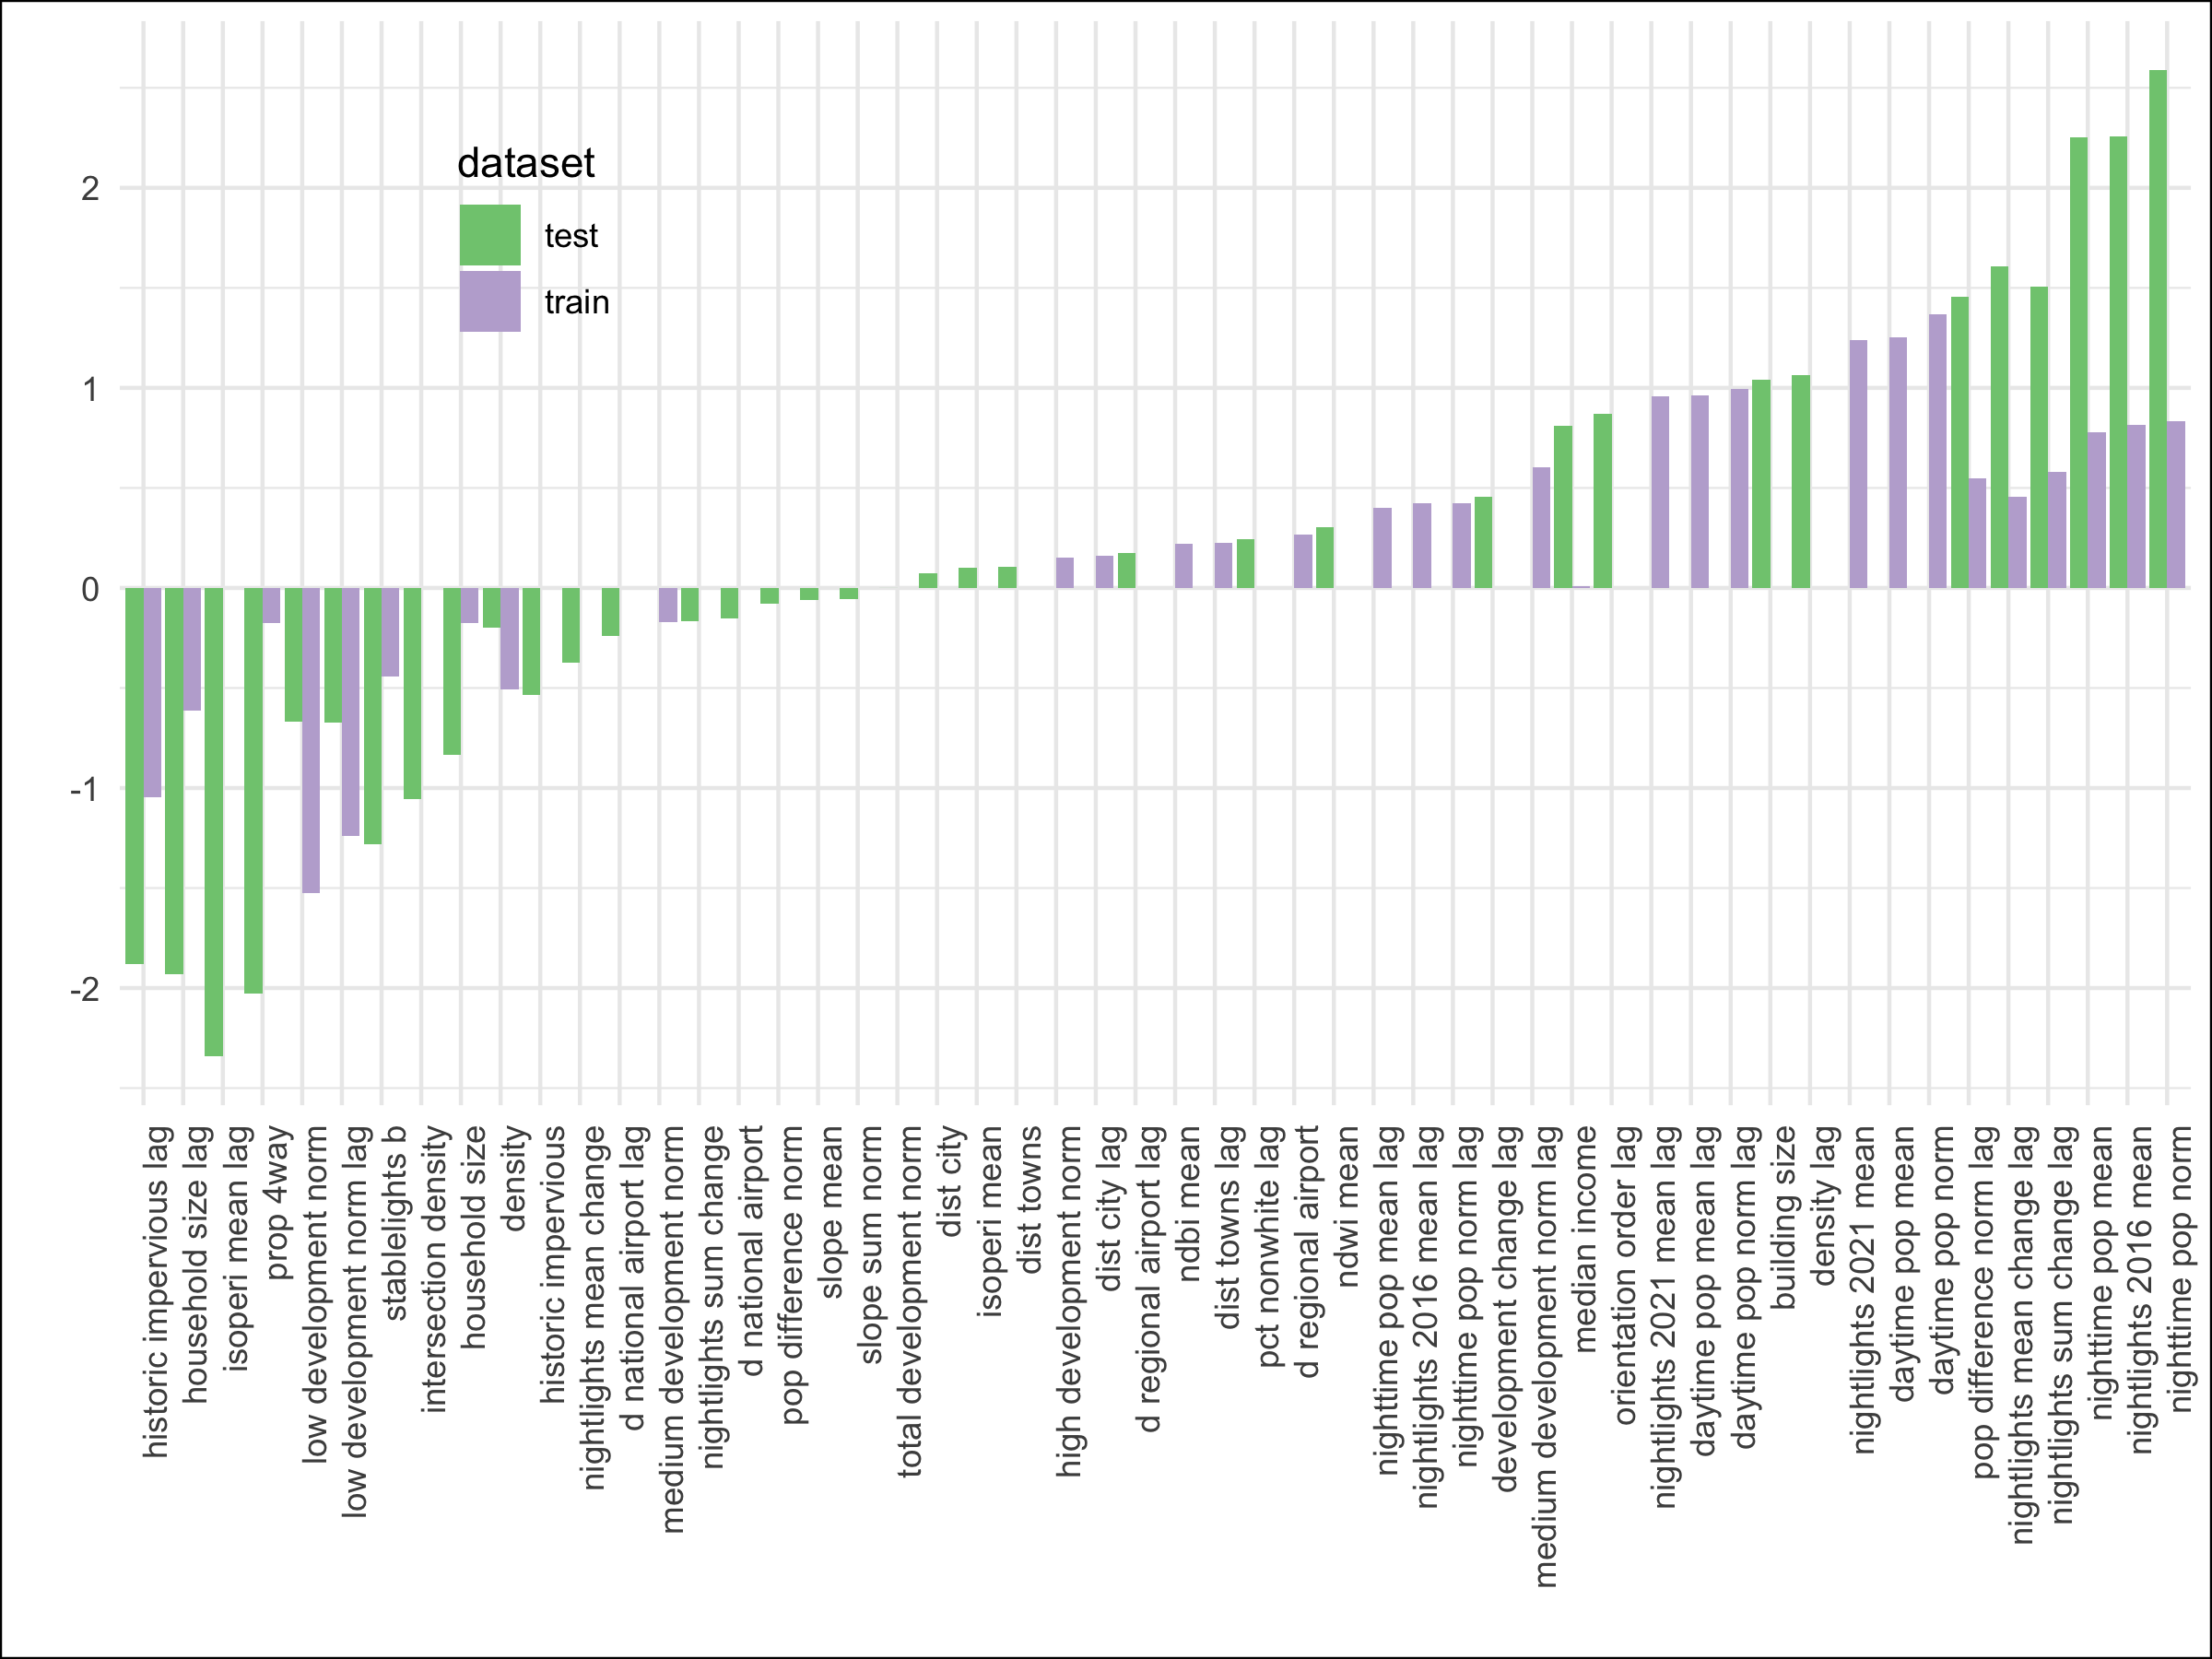 dataset
test
train
2
1
0
-1
-2
historic impervious lag
household size lag
isoperi mean lag
prop 4way
low development norm
low development norm lag
stablelights b
intersection density
household size
density
historic impervious
nightlights mean change
d national airport lag
medium development norm
nightlights sum change
d national airport
pop difference norm
slope mean
slope sum norm
total development norm
dist city
isoperi mean
dist towns
high development norm
dist city lag
d regional airport lag
ndbi mean
dist towns lag
pct nonwhite lag
d regional airport
ndwi mean
nighttime pop mean lag
nightlights 2016 mean lag
nighttime pop norm lag
development change lag
medium development norm lag
median income
orientation order lag
nightlights 2021 mean lag
daytime pop mean lag
daytime pop norm lag
building size
density lag
nightlights 2021 mean
daytime pop mean
daytime pop norm
pop difference norm lag
nightlights mean change lag
nightlights sum change lag
nighttime pop mean
nightlights 2016 mean
nighttime pop norm